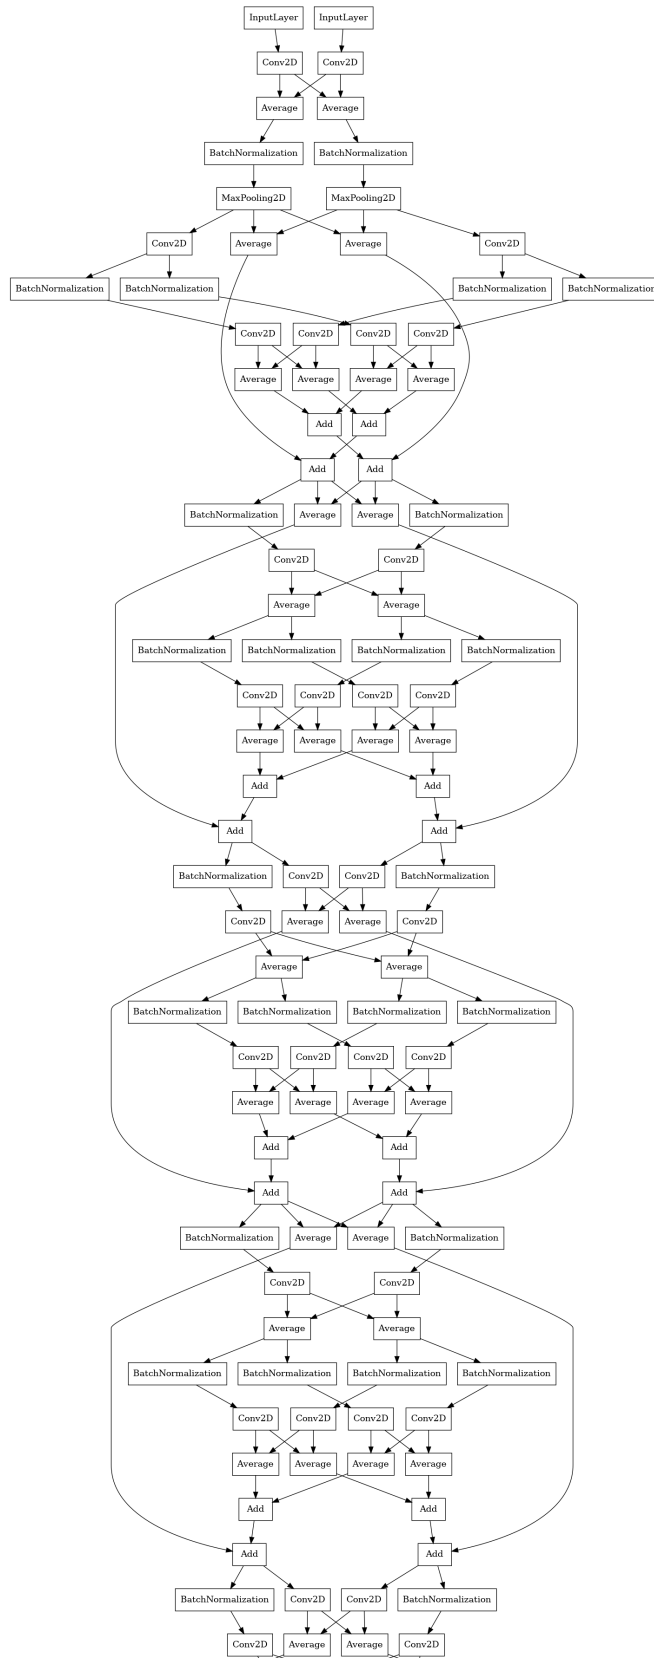 InputLayer InputLayer
Conv2D Conv2D
Average Average
BatchNormalization BatchNormalization
MaxPooling2D MaxPooling2D
Conv2D Average Average Conv2D
BatchNormalization BatchNormalization BatchNormalization BatchNormalization
Conv2D Conv2D Conv2D Conv2D
Average Average Average Average
Add Add
Add Add
BatchNormalization Average Average BatchNormalization
Conv2D Conv2D
Average Average
BatchNormalization BatchNormalization BatchNormalization BatchNormalization
Conv2D Conv2D Conv2D Conv2D
Average Average Average Average
Add Add
Add Add
BatchNormalization Conv2D Conv2D BatchNormalization
Conv2D Average Average Conv2D
Average Average
BatchNormalization BatchNormalization BatchNormalization BatchNormalization
Conv2D Conv2D Conv2D Conv2D
Average Average Average Average
Add Add
Add Add
BatchNormalization Average Average BatchNormalization
Conv2D Conv2D
Average Average
BatchNormalization BatchNormalization BatchNormalization BatchNormalization
Conv2D Conv2D Conv2D Conv2D
Average Average Average Average
Add Add
Add Add
BatchNormalization Conv2D Conv2D BatchNormalization
Conv2D Average Average Conv2D